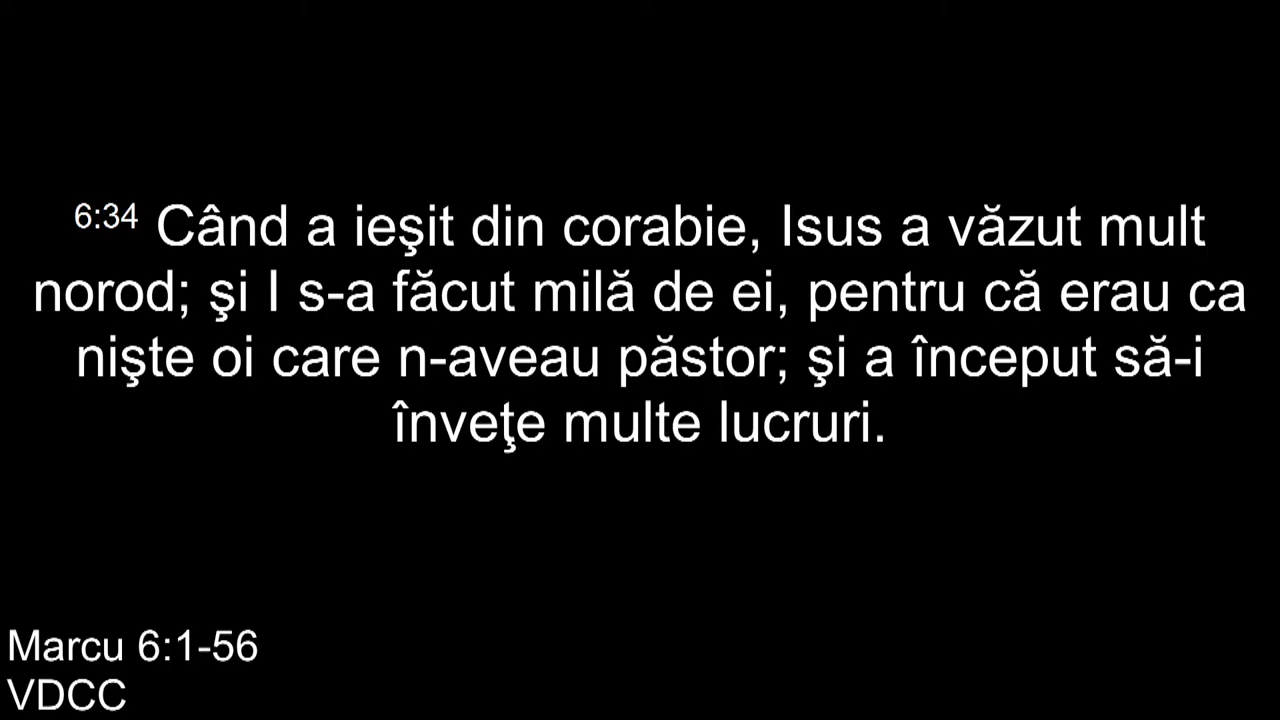 6:34 Când a ieşit din corabie, Isus a văzut mult
norod; şi I s-a făcut milă de ei, pentru că erau ca
nişte oi care n-aveau păstor; şi a început să-i
înveţe multe lucruri.
Marcu 6:1-56
VDCC